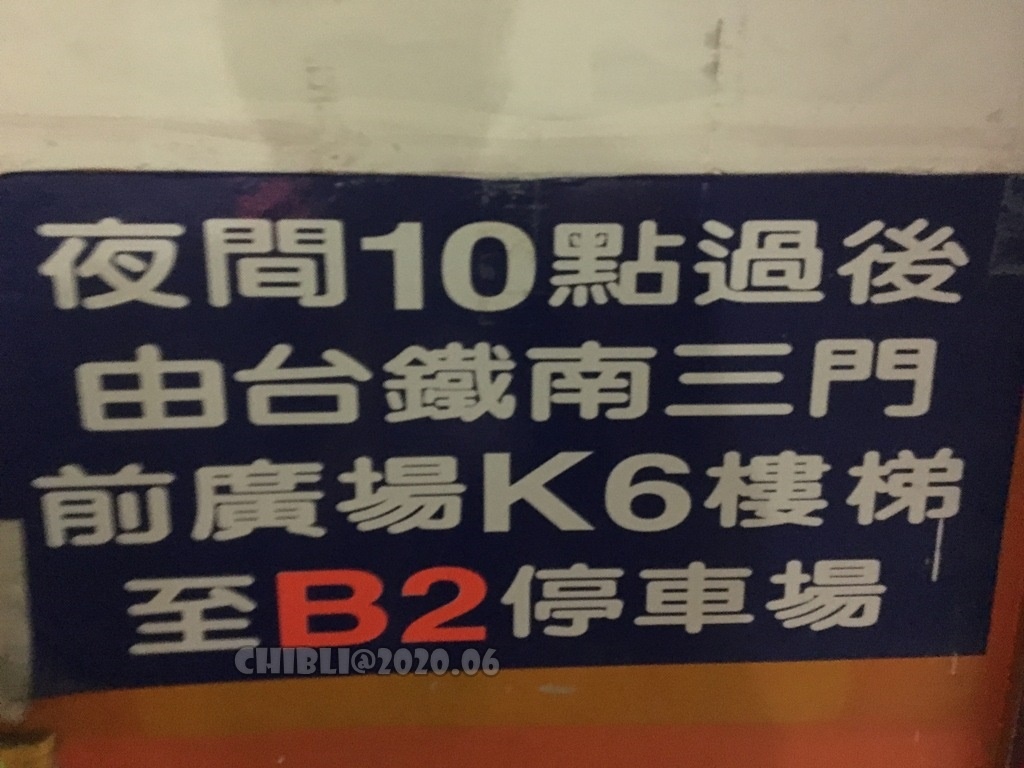 夜間10點過後
由台鐵南三門
前廣場K6樓梯
至B2停車場
CHIBLI@2020.06